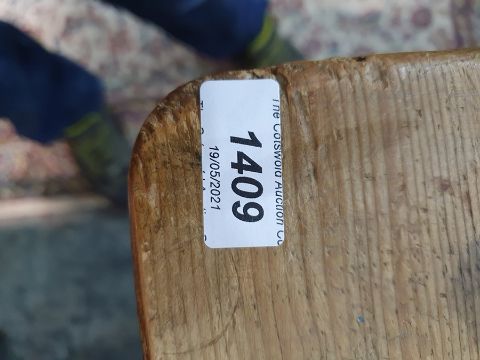 The Cotswold Auction Co
1409
19/05/2021